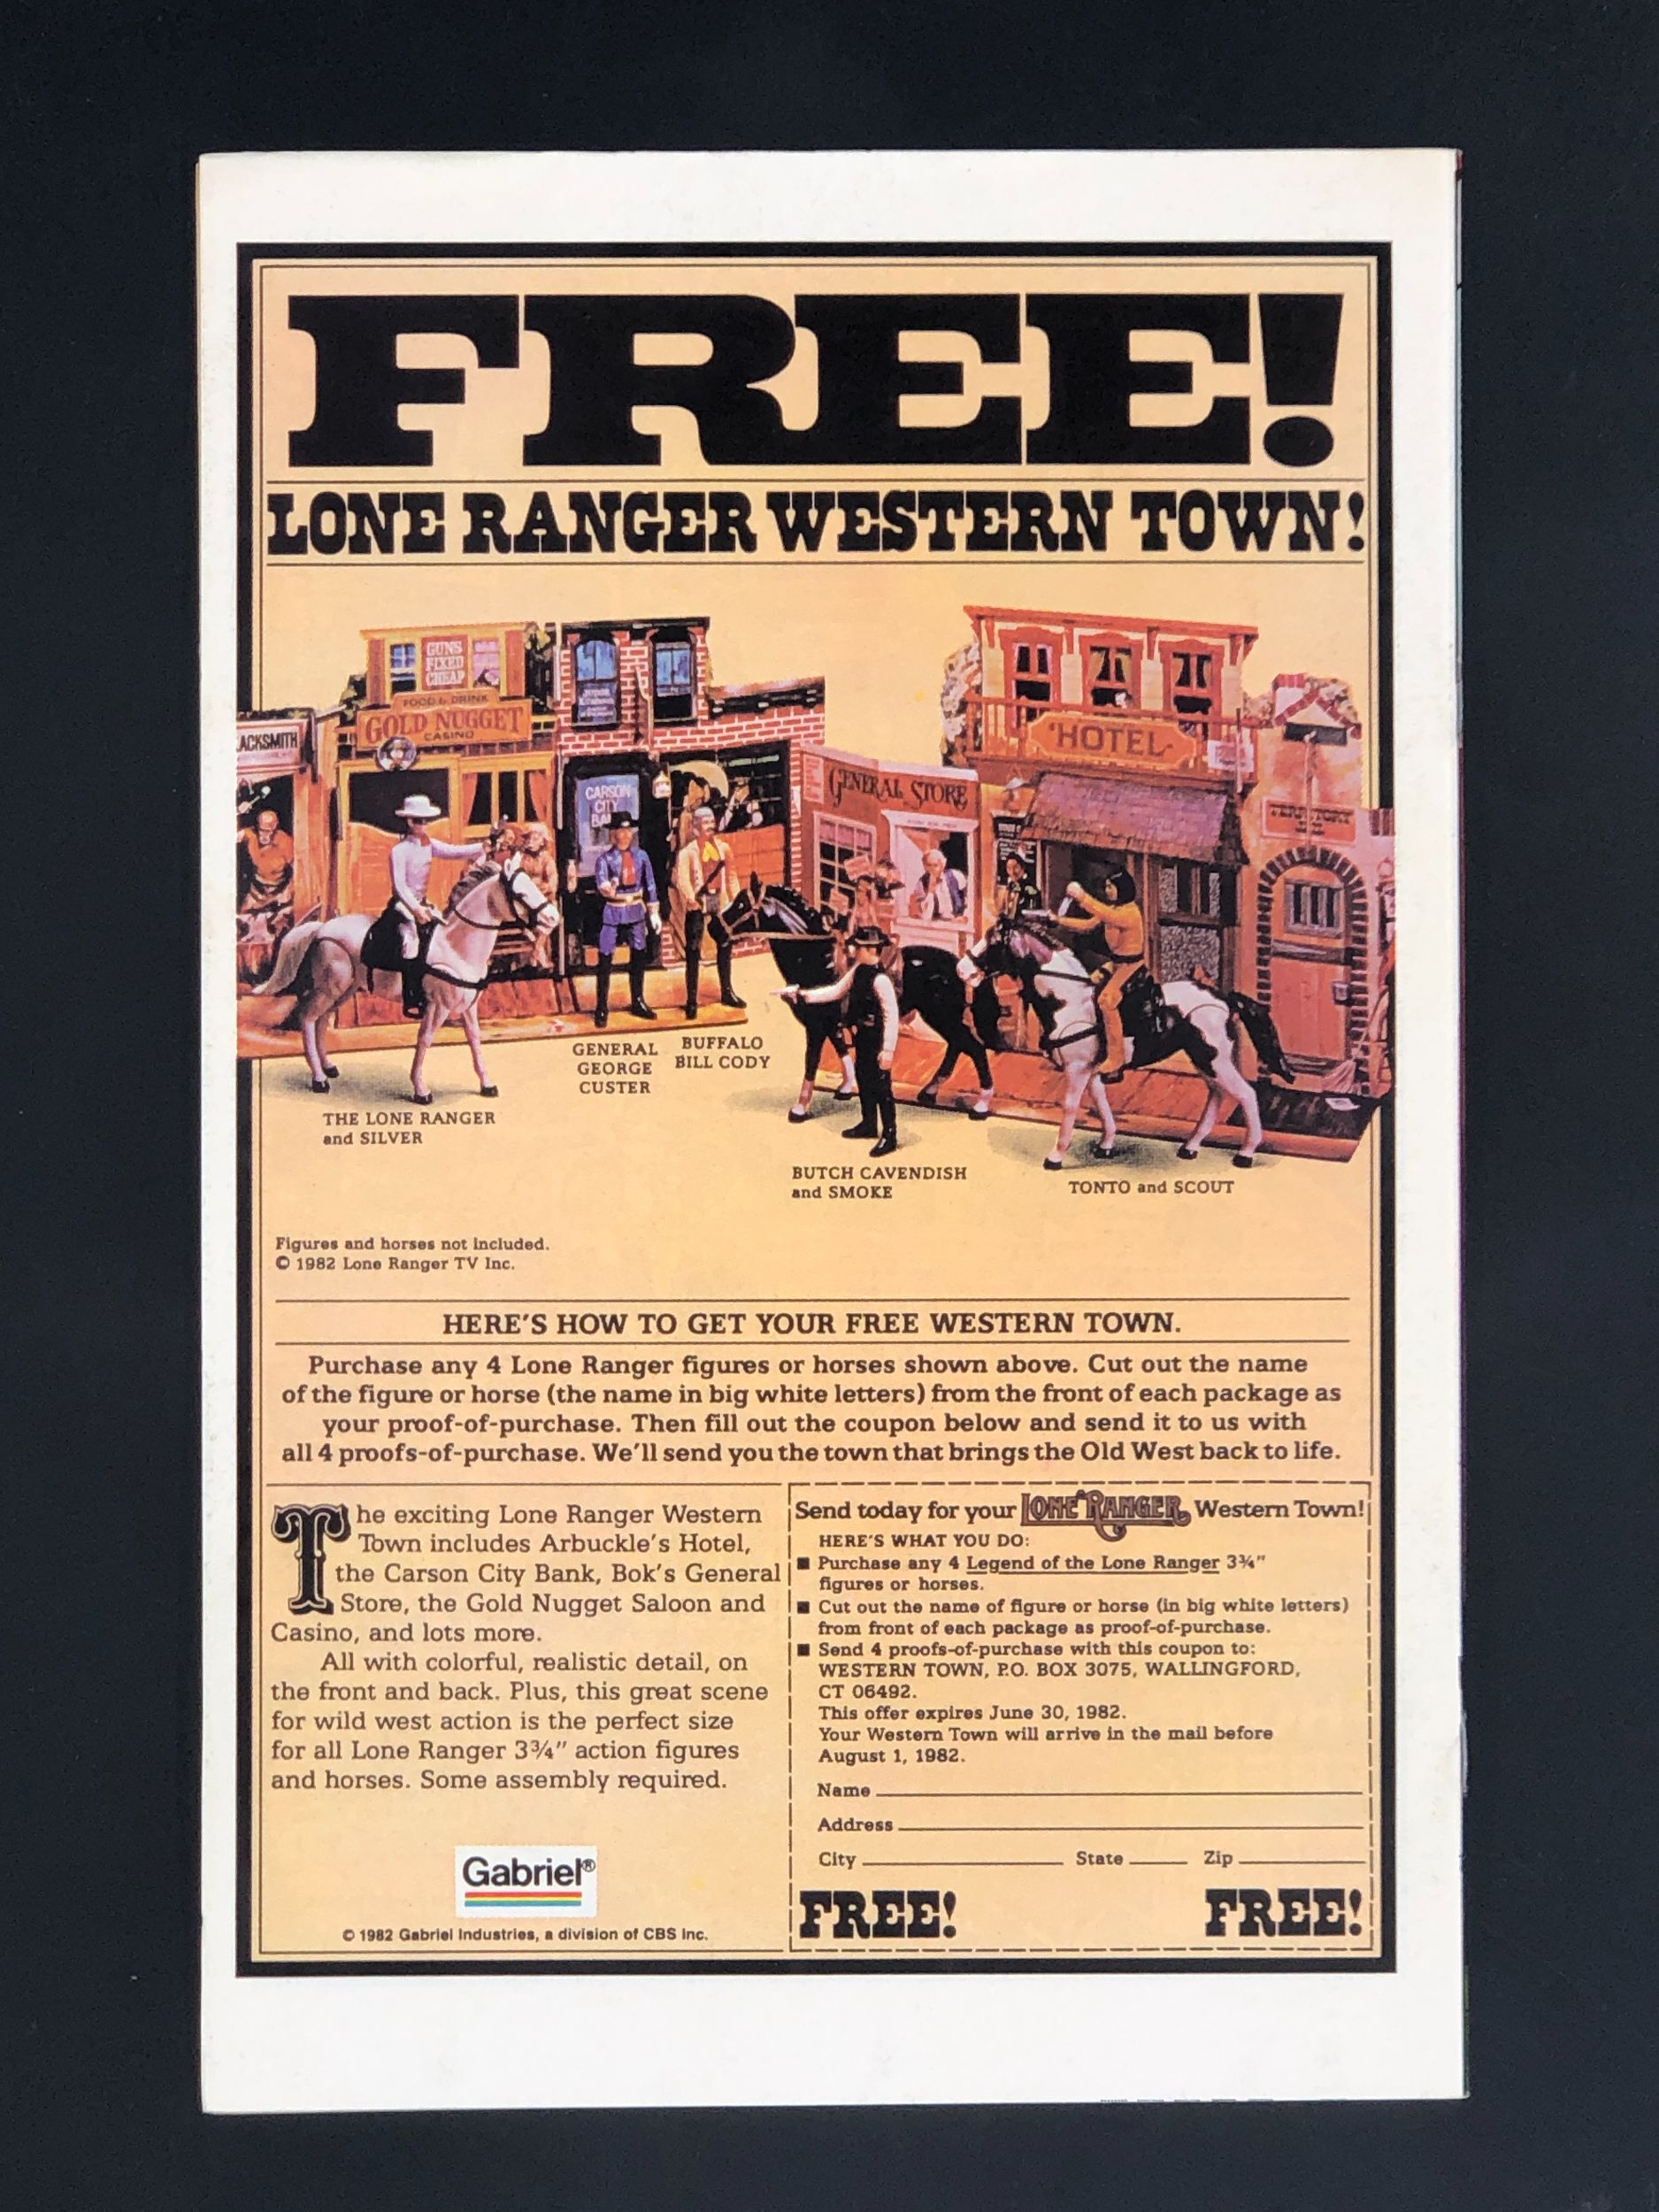 FREE!
LONE RANGER WESTERN TOWN!
GUNS
FIXED
CHEAP
FOOD & DRINK
GOLD NUGGET
CASINO
ACKSMITH
CARSON
CITY
BA
GENERAL STORE
HOTEL
GENERAL
GEORGE
CUSTER
BUFFALO
BILL CODY
THE LONE RANGER
and SILVER
BUTCH CAVENDISH
and SMOKE
TONTO and SCOUT
Figures and horses not included.
© 1982 Lone Ranger TV Inc.
HERE'S HOW TO GET YOUR FREE WESTERN TOWN.
Purchase any 4 Lone Ranger figures or horses shown above. Cut out the name
of the figure or horse (the name in big white letters) from the front of each package as
your proof-of-purchase. Then fill out the coupon below and send it to us with
all 4 proofs-of-purchase. We'll send you the town that brings the Old West back to life.
The exciting Lone Ranger Western
Town includes Arbuckle's Hotel,
the Carson City Bank, Bok's General
Store, the Gold Nugget Saloon and
Casino, and lots more.
All with colorful, realistic detail, on
the front and back. Plus, this great scene
for wild west action is the perfect size
for all Lone Ranger 3¾" action figures
and horses. Some assembly required.
Gabriel®
© 1982 Gabriel Industries, a division of CBS Inc.
Send today for your LONE RANGER Western Town!
HERE'S WHAT YOU DO:
■ Purchase any 4 Legend of the Lone Ranger 3¾"
figures or horses.
■ Cut out the name of figure or horse (in big white letters)
from front of each package as proof-of-purchase.
■ Send 4 proofs-of-purchase with this coupon to:
WESTERN TOWN, P.O. BOX 3075, WALLINGFORD,
CT 06492.
This offer expires June 30, 1982.
Your Western Town will arrive in the mail before
August 1, 1982.
Name
Address
City State Zip
FREE! FREE!